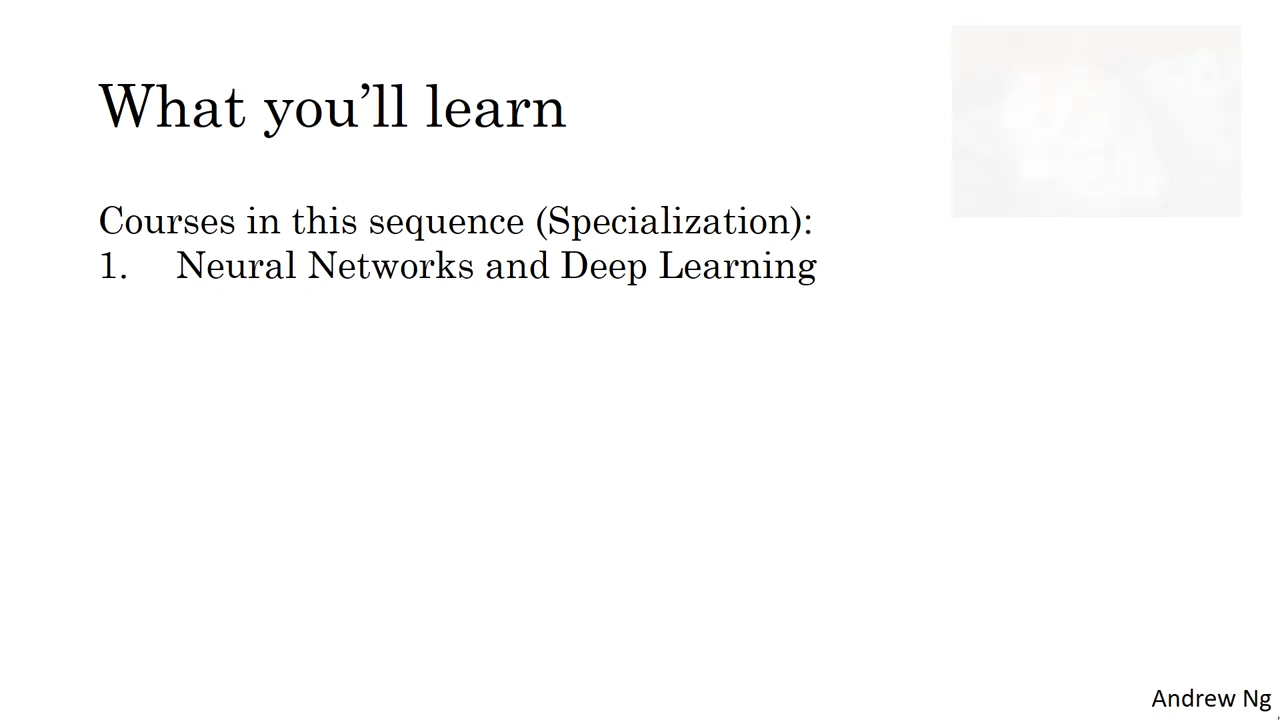 What you’ll learn
Courses in this sequence (Specialization):
1. Neural Networks and Deep Learning
Andrew Ng